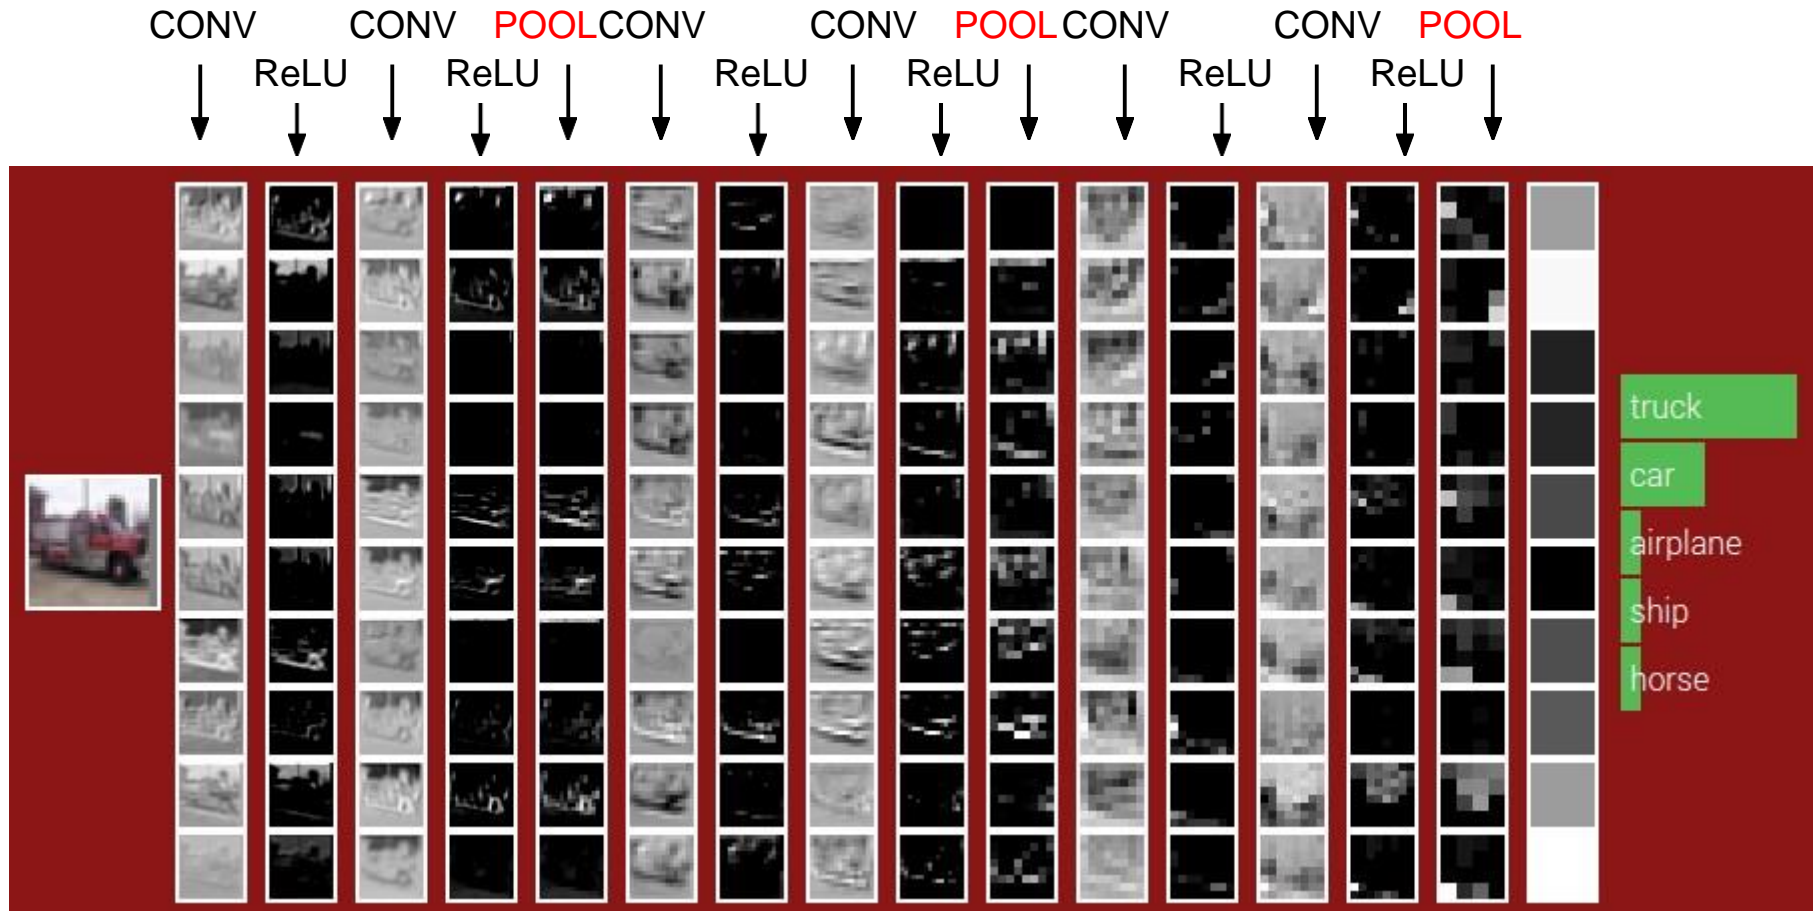 CONV CONV POOL CONV CONV POOL CONV CONV POOL
ReLU ReLU ReLU ReLU ReLU ReLU
truck
car
airplane
ship
horse